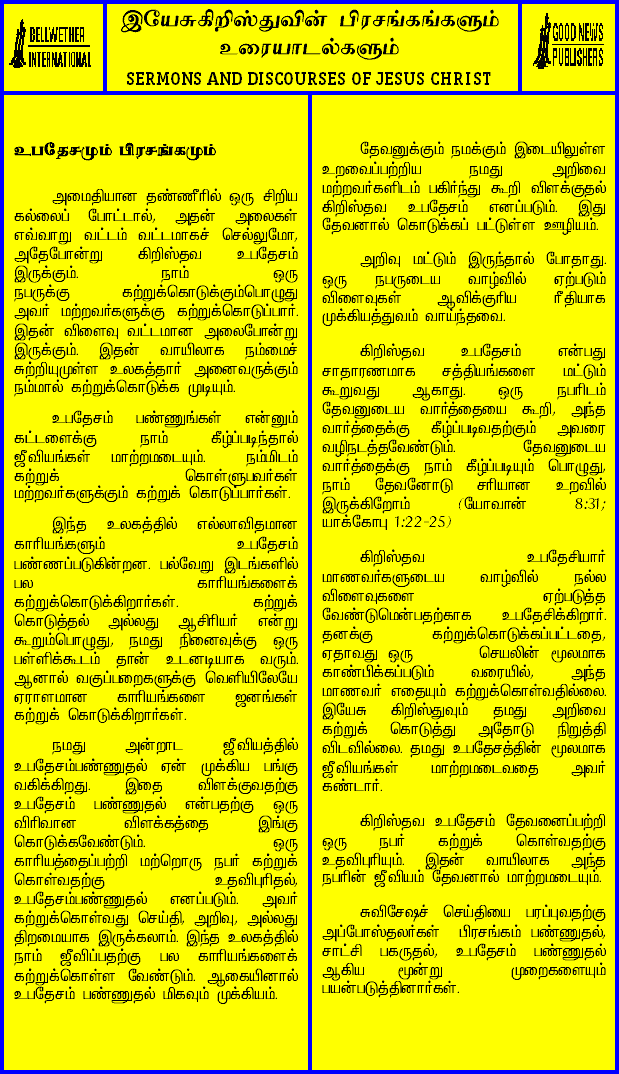 BELLWETHER
INTERNATIONAL
இயேசுகிறிஸ்துவின் பிரசங்கங்களும்
உரையாடல்களும்
SERMONS AND DISCOURSES OF JESUS CHRIST
GOOD NEWS
PUBLISHERS
உபதேசமும் பிரசங்கமும்
அமைதியான தண்ணீரில் ஒரு சிறிய
கல்லைப் போட்டால், அதன் அலைகள்
எவ்வாறு வட்டம் வட்டமாகச் செல்லுமோ,
அதேபோன்று கிறிஸ்தவ உபதேசம்
இருக்கும். நாம் ஒரு
நபருக்கு கற்றுக்கொடுக்கும்பொழுது
அவர் மற்றவர்களுக்கு கற்றுக்கொடுப்பார்.
இதன் விளைவு வட்டமான அலைபோன்று
இருக்கும். இதன் வாயிலாக நம்மைச்
சுற்றியுமுள்ள உலகத்தார் அனைவருக்கும்
நம்மால் கற்றுக்கொடுக்க முடியும்.
உபதேசம் பண்ணுங்கள் என்னும்
கட்டளைக்கு நாம் கீழ்ப்படிந்தால்
ஜீவியங்கள் மாற்றமடையும். நம்மிடம்
கற்றுக் கொள்ளுபவர்கள்
மற்றவர்களுக்கும் கற்றுக் கொடுப்பார்கள்.
இந்த உலகத்தில் எல்லாவிதமான
காரியங்களும் உபதேசம்
பண்ணப்படுகின்றன. பல்வேறு இடங்களில்
பல காரியங்களைக்
கற்றுக்கொடுக்கிறார்கள். கற்றுக்
கொடுத்தல் அல்லது ஆசிரியர் என்று
கூறும்பொழுது, நமது நினைவுக்கு ஒரு
பள்ளிக்கூடம் தான் உடனடியாக வரும்.
ஆனால் வகுப்பறைகளுக்கு வெளியிலேயே
ஏராளமான காரியங்களை ஜனங்கள்
கற்றுக் கொடுக்கிறார்கள்.
நமது அன்றாட ஜீவியத்தில்
உபதேசம்பண்ணுதல் ஏன் முக்கிய பங்கு
வகிக்கிறது. இதை விளக்குவதற்கு
உபதேசம் பண்ணுதல் என்பதற்கு ஒரு
விரிவான விளக்கத்தை இங்கு
கொடுக்கவேண்டும். ஒரு
காரியத்தைப்பற்றி மற்றொரு நபர் கற்றுக்
கொள்வதற்கு உதவிபுரிதல்,
உபதேசம்பண்ணுதல் எனப்படும். அவர்
கற்றுக்கொள்வது செய்தி, அறிவு, அல்லது
திறமையாக இருக்கலாம். இந்த உலகத்தில்
நாம் ஜீவிப்பதற்கு பல காரியங்களைக்
கற்றுக்கொள்ள வேண்டும். ஆகையினால்
உபதேசம் பண்ணுதல் மிகவும் முக்கியம்.
தேவனுக்கும் நமக்கும் இடையிலுள்ள
உறவைப்பற்றிய நமது அறிவை
மற்றவர்களிடம் பகிர்ந்து கூறி விளக்குதல்
கிறிஸ்தவ உபதேசம் எனப்படும். இது
தேவனால் கொடுக்கப் பட்டுள்ள ஊழியம்.
அறிவு மட்டும் இருந்தால் போதாது.
ஒரு நபருடைய வாழ்வில் ஏற்படும்
விளைவுகள் ஆவிக்குரிய ரீதியாக
முக்கியத்துவம் வாய்ந்தவை.
கிறிஸ்தவ உபதேசம் என்பது
சாதாரணமாக சத்தியங்களை மட்டும்
கூறுவது ஆகாது. ஒரு நபரிடம்
தேவனுடைய வார்த்தையை கூறி, அந்த
வார்த்தைக்கு கீழ்ப்படிவதற்கும் அவரை
வழிநடத்தவேண்டும். தேவனுடைய
வார்த்தைக்கு நாம் கீழ்ப்படியும் பொழுது,
நாம் தேவனோடு சரியான உறவில்
இருக்கிறோம் (யோவான் 8:31;
யாக்கோபு 1:22-25)
கிறிஸ்தவ உபதேசியார்
மாணவர்களுடைய வாழ்வில் நல்ல
விளைவுகளை ஏற்படுத்த
வேண்டுமென்பதற்காக உபதேசிக்கிறார்.
தனக்கு கற்றுக்கொடுக்கப்பட்டதை,
ஏதாவது ஒரு செயலின் மூலமாக
காண்பிக்கப்படும் வரையில், அந்த
மாணவர் எதையும் கற்றுக்கொள்வதில்லை.
இயேசு கிறிஸ்துவும் தமது அறிவை
கற்றுக் கொடுத்து அதோடு நிறுத்தி
விடவில்லை. தமது உபதேசத்தின் மூலமாக
ஜீவியங்கள் மாற்றமடைவதை அவர்
கண்டார்.
கிறிஸ்தவ உபதேசம் தேவனைப்பற்றி
ஒரு நபர் கற்றுக் கொள்வதற்கு
உதவிபுரியும். இதன் வாயிலாக அந்த
நபரின் ஜீவியம் தேவனால் மாற்றமடையும்.
சுவிசேஷச் செய்தியை பரப்புவதற்கு
அப்போஸ்தலர்கள் பிரசங்கம் பண்ணுதல்,
சாட்சி பகருதல், உபதேசம் பண்ணுதல்
ஆகிய மூன்று முறைகளையும்
பயன்படுத்தினார்கள்.